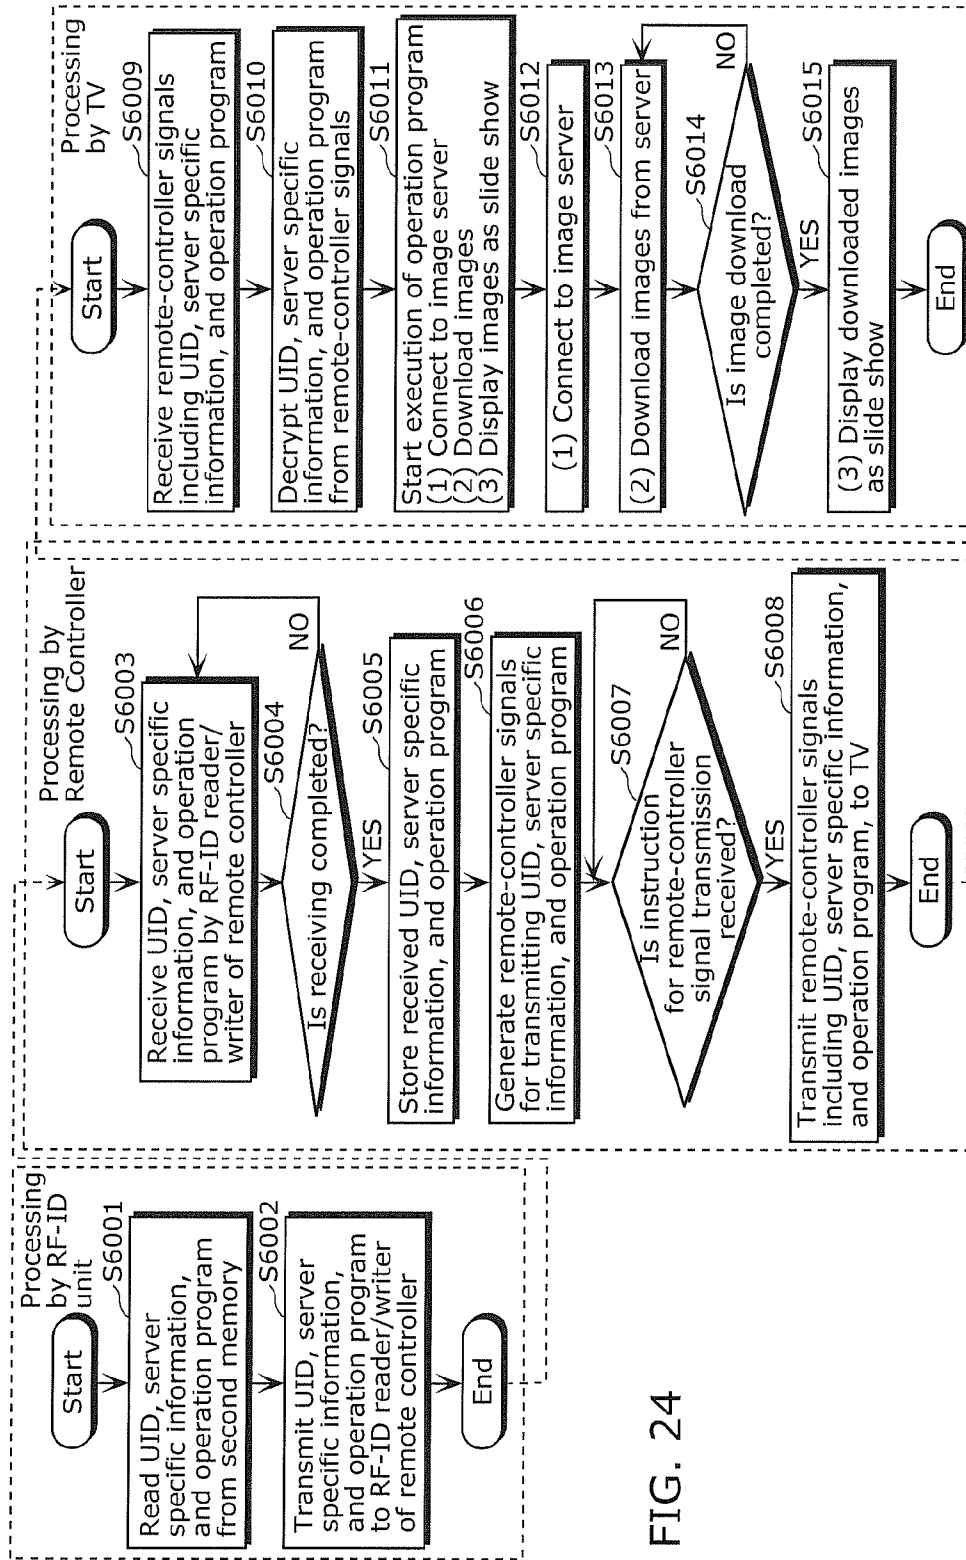 Processing
by RF-ID
unit
Start
S6001
Read UID, server
specific information,
and operation program
from second memory
S6002
Transmit UID, server
specific information,
and operation program
to RF-ID reader/writer
of remote controller
End
Processing by
Remote Controller
Start
S6003
Receive UID, server specific
information, and operation
program by RF-ID reader/
writer of remote controller
S6004
Is receiving completed?
NO
YES
S6005
Store received UID, server specific
information, and operation program
S6006
Generate remote-controller signals
for transmitting UID, server specific
information, and operation program
S6007
Is instruction
for remote-controller
signal transmission
received?
NO
YES
S6008
Transmit remote-controller signals
including UID, server specific information,
and operation program, to TV
End
Processing
by TV
Start
S6009
Receive remote-controller signals
including UID, server specific
information, and operation program
S6010
Decrypt UID, server specific
information, and operation program
from remote-controller signals
S6011
Start execution of operation program
(1) Connect to image server
(2) Download images
(3) Display images as slide show
S6012
(1) Connect to image server
S6013
(2) Download images from server
S6014
Is image download
completed?
NO
YES
S6015
(3) Display downloaded images
as slide show
End
FIG. 24